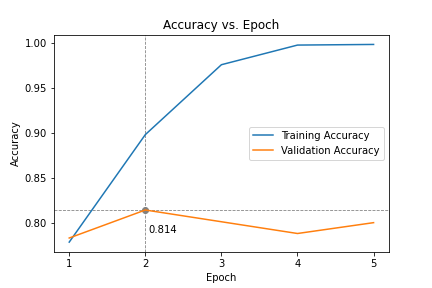 Accuracy vs. Epoch
Accuracy
1.00
0.95
0.90
0.85
0.80
Training Accuracy
Validation Accuracy
0.814
1 2 3 4 5
Epoch